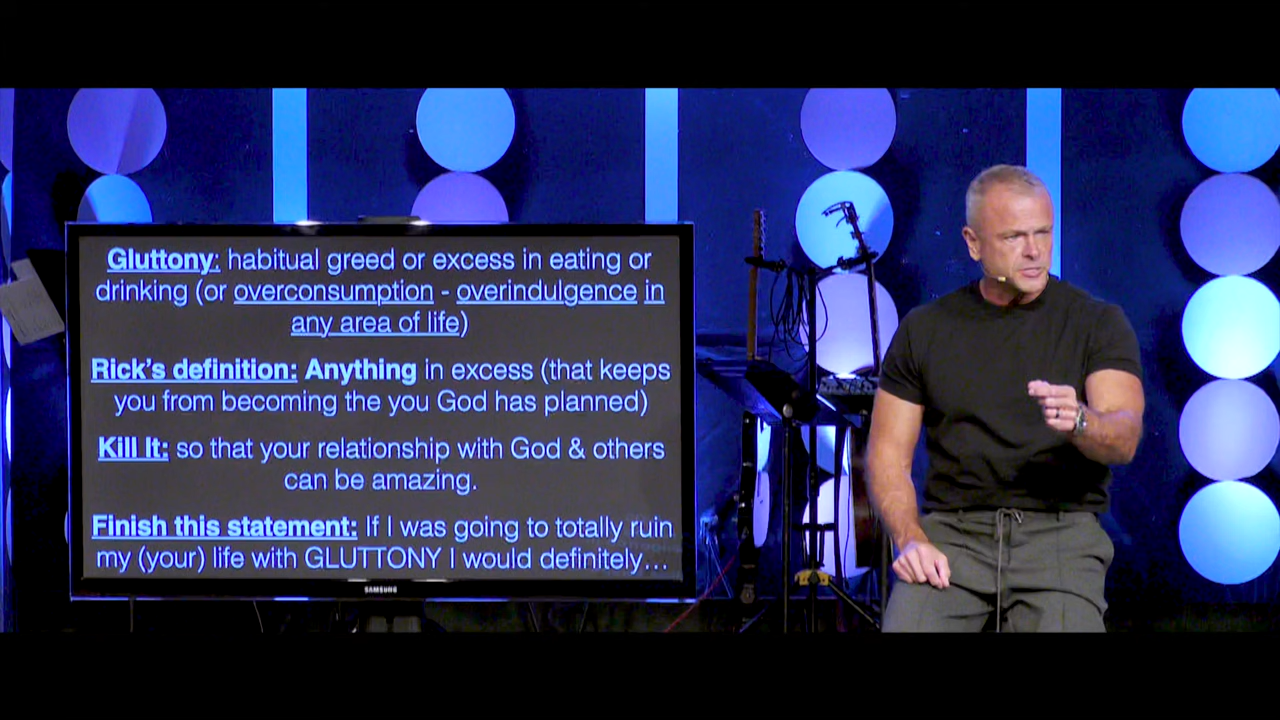 Gluttony: habitual greed or excess in eating or
drinking (or overconsumption - overindulgence in
any area of life)
Rick's definition: Anything in excess (that keeps
you from becoming the you God has planned)
Kill It: so that your relationship with God & others
can be amazing.
Finish this statement: If I was going to totally ruin
my (your) life with GLUTTONY I would definitely...
SAMSUNG